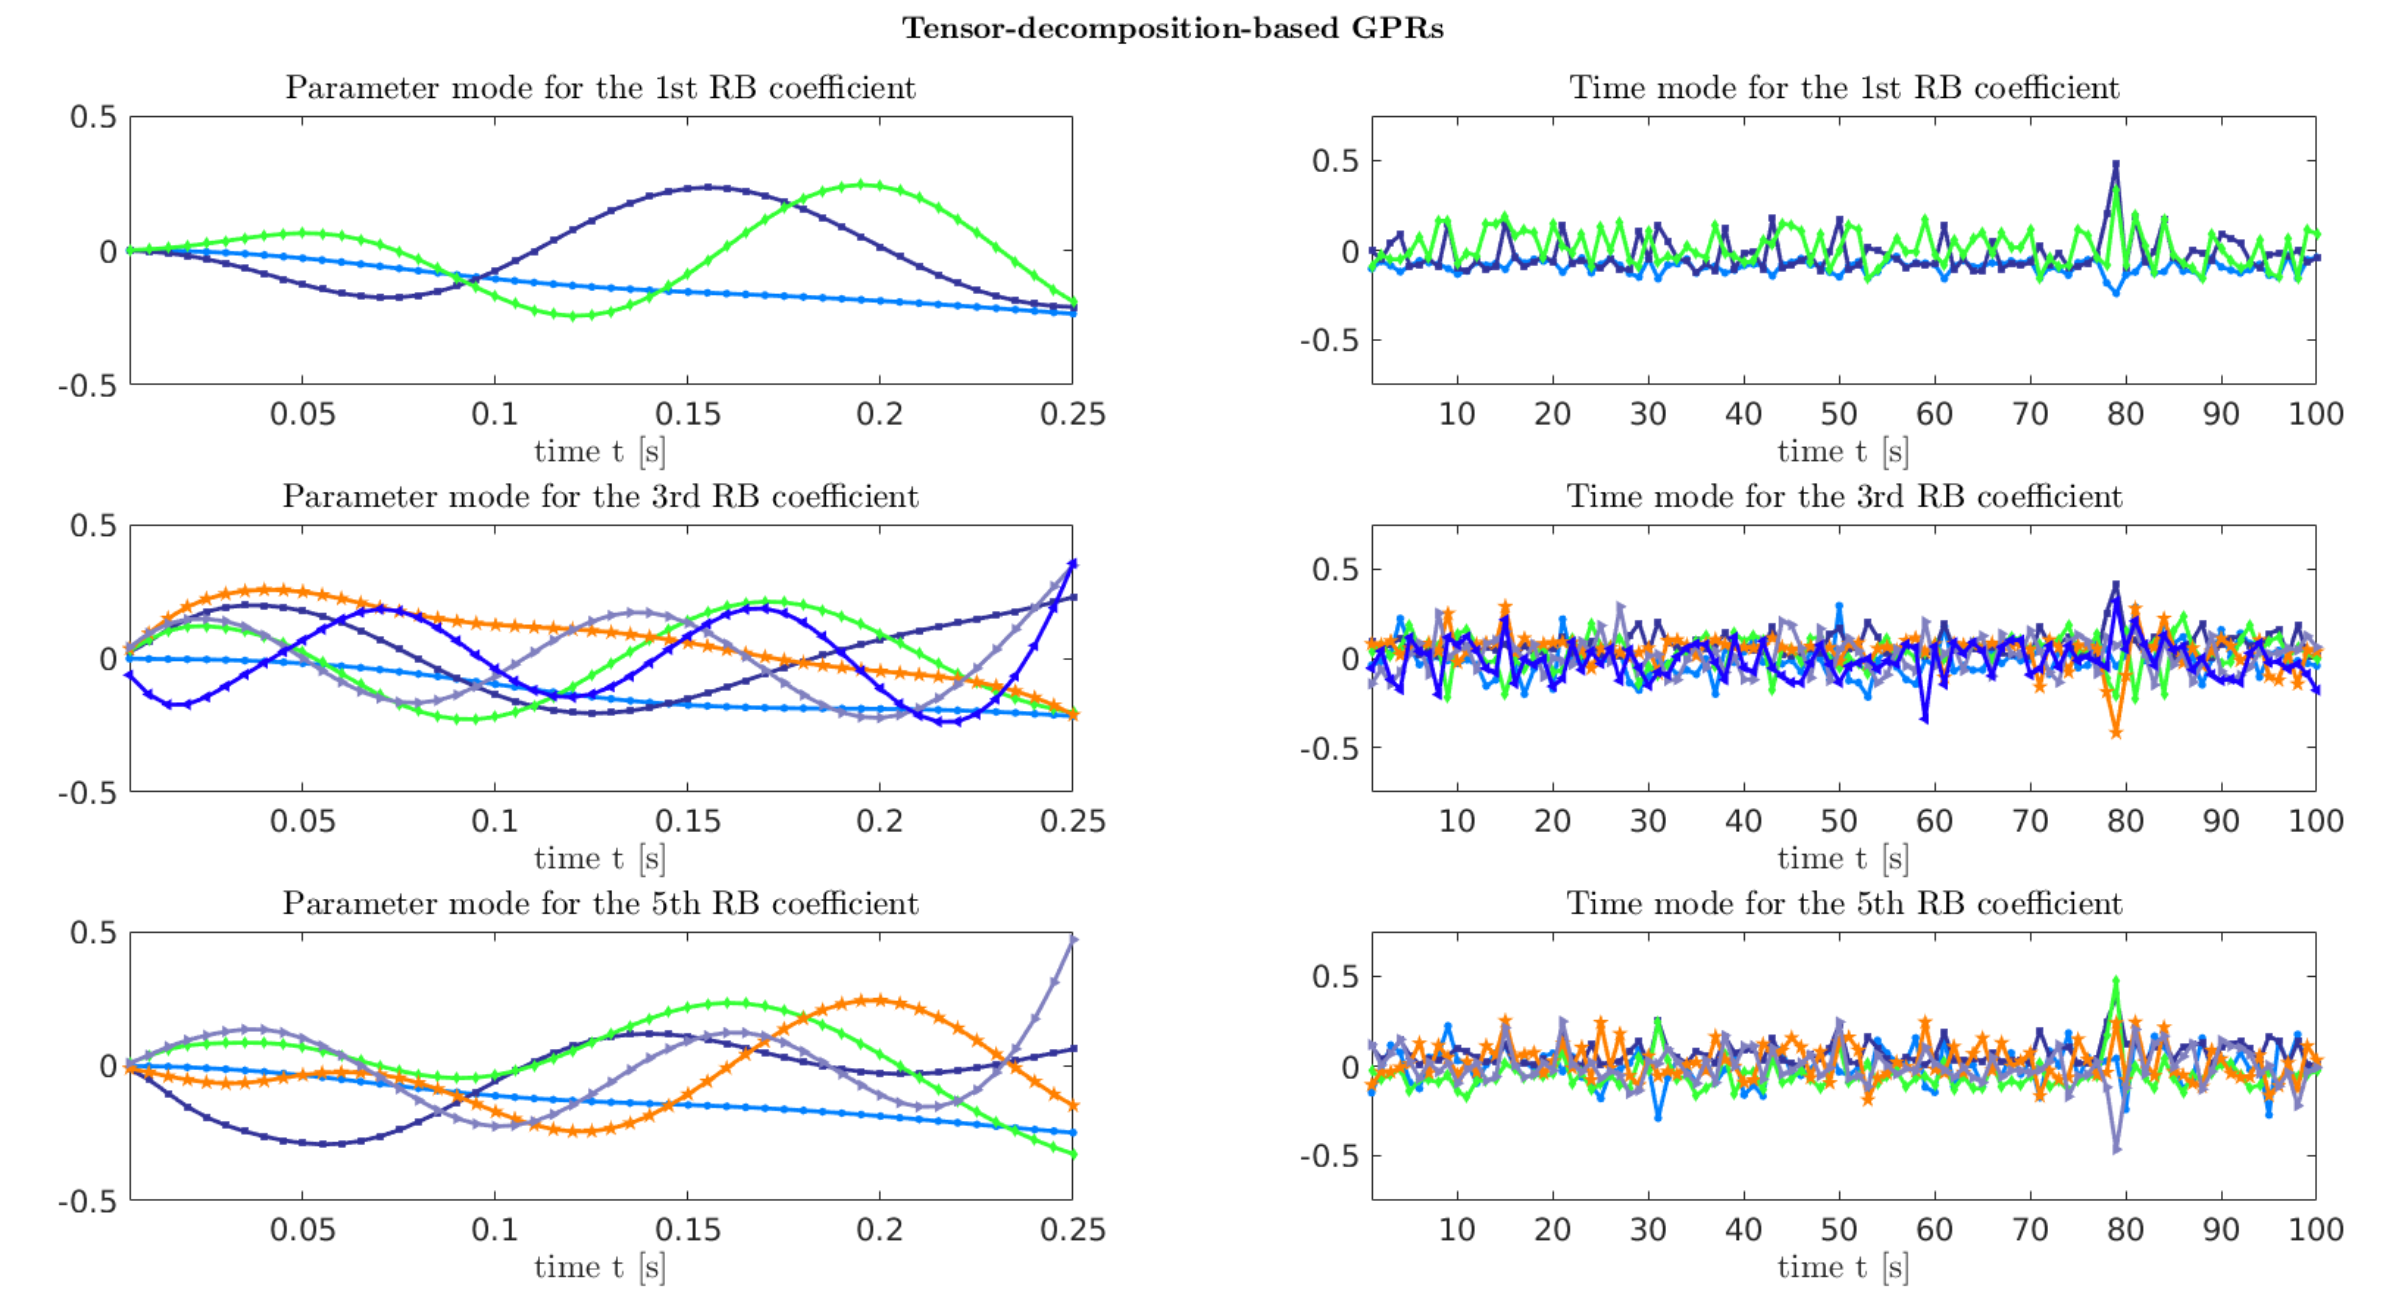 Tensor-decomposition-based GPRs
Parameter mode for the 1st RB coefficient
0.5
0
-0.5
0.05 0.1 0.15 0.2 0.25
time t [s]
Time mode for the 1st RB coefficient
0.5
0
-0.5
10 20 30 40 50 60 70 80 90 100
time t [s]
Parameter mode for the 3rd RB coefficient
0.5
0
-0.5
0.05 0.1 0.15 0.2 0.25
time t [s]
Time mode for the 3rd RB coefficient
0.5
0
-0.5
10 20 30 40 50 60 70 80 90 100
time t [s]
Parameter mode for the 5th RB coefficient
0.5
0
-0.5
0.05 0.1 0.15 0.2 0.25
time t [s]
Time mode for the 5th RB coefficient
0.5
0
-0.5
10 20 30 40 50 60 70 80 90 100
time t [s]